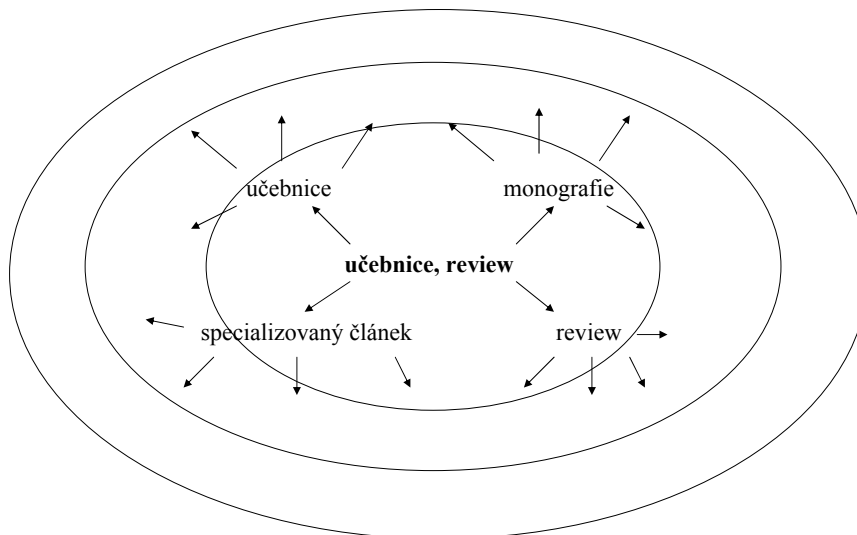 učebnice
monografie
učebnice, review
specializovaný článek
review